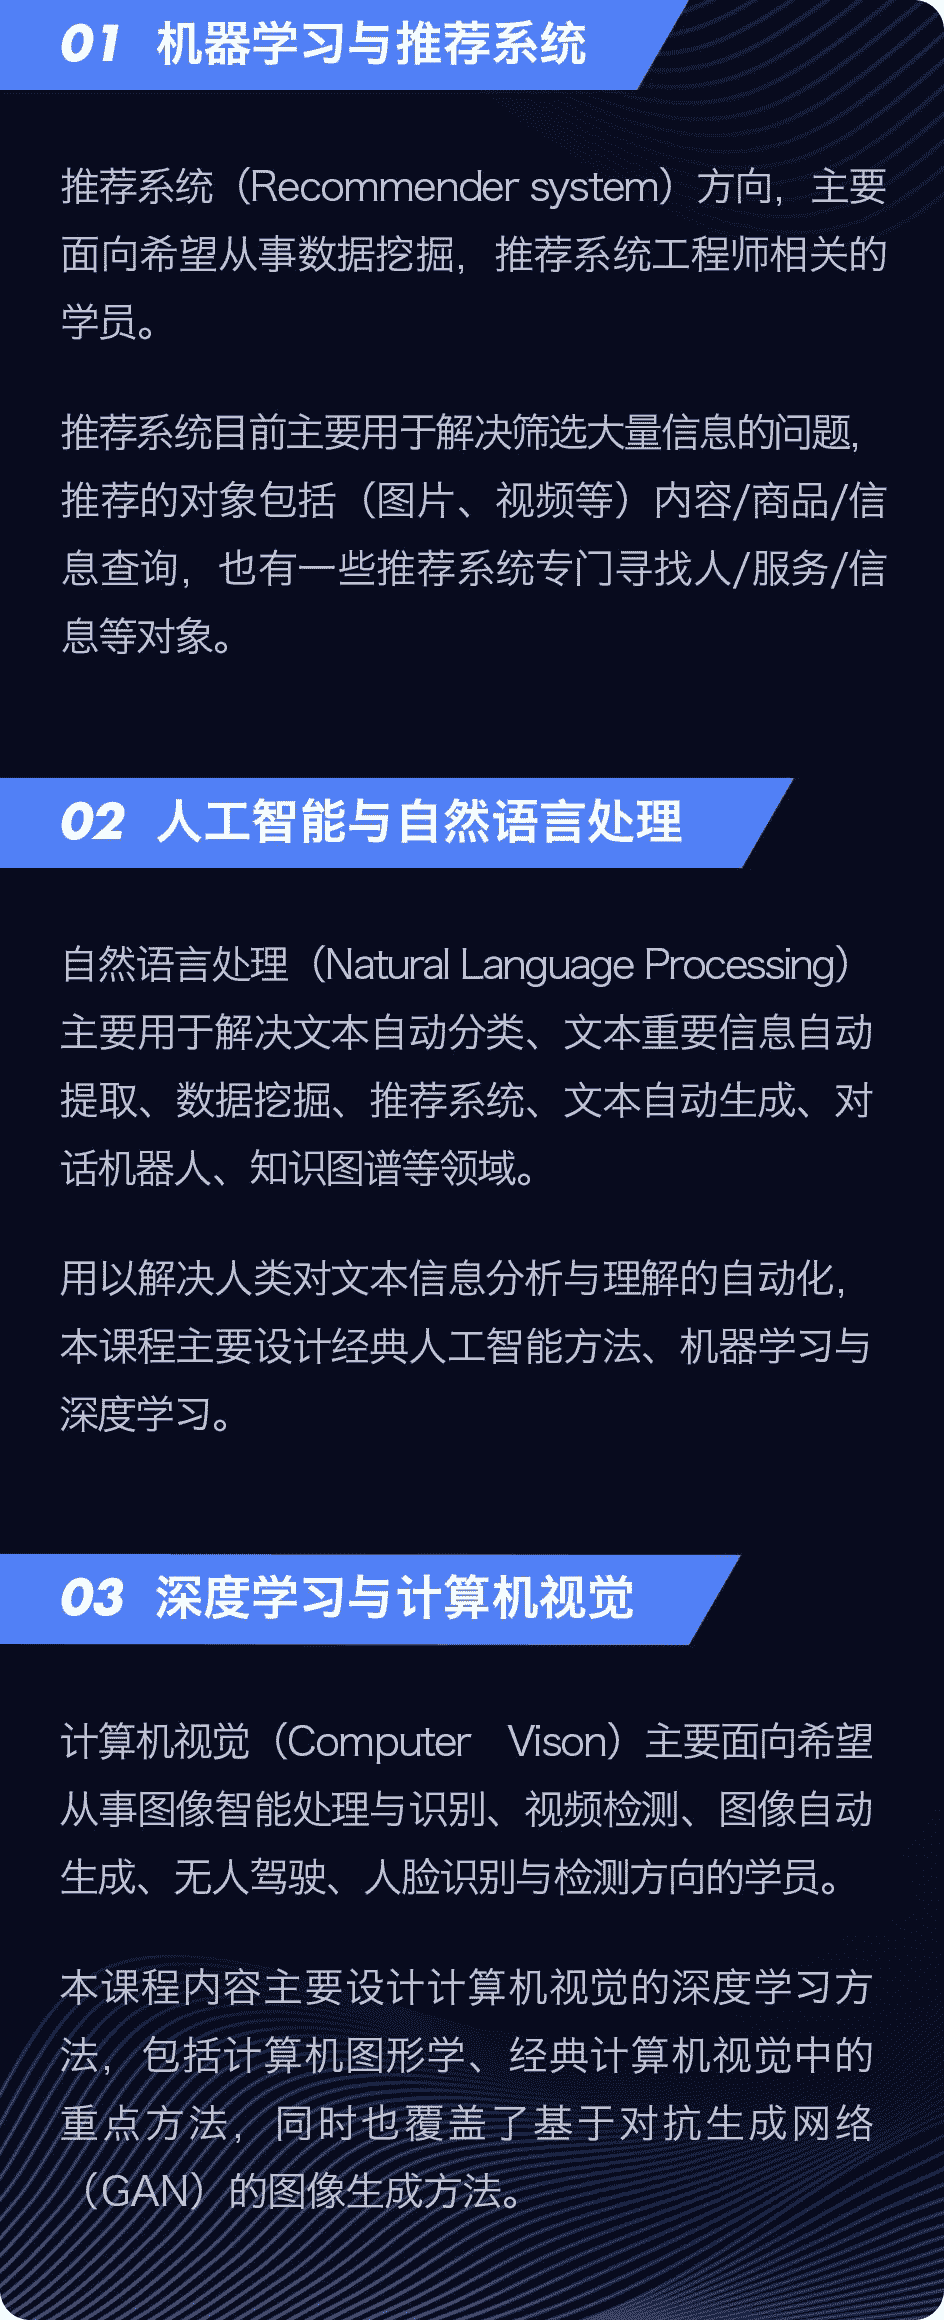 01 机器学习与推荐系统
推荐系统（Recommender system）方向，主要
面向希望从事数据挖掘，推荐系统工程师相关的
学员。
推荐系统目前主要用于解决筛选大量信息的问题，
推荐的对象包括（图片、视频等）内容/商品/信
息查询，也有一些推荐系统专门寻找人/服务/信
息等对象。
02 人工智能与自然语言处理
自然语言处理（Natural Language Processing）
主要用于解决文本自动分类、文本重要信息自动
提取、数据挖掘、推荐系统、文本自动生成、对
话机器人、知识图谱等领域。
用以解决人类对文本信息分析与理解的自动化，
本课程主要设计经典人工智能方法、机器学习与
深度学习。
03 深度学习与计算机视觉
计算机视觉（Computer Vison）主要面向希望
从事图像智能处理与识别、视频检测、图像自动
生成、无人驾驶、人脸识别与检测方向的学员。
本课程内容主要设计计算机视觉的深度学习方
法，包括计算机图形学、经典计算机视觉中的
重点方法，同时也覆盖了基于对抗生成网络
（GAN）的图像生成方法。